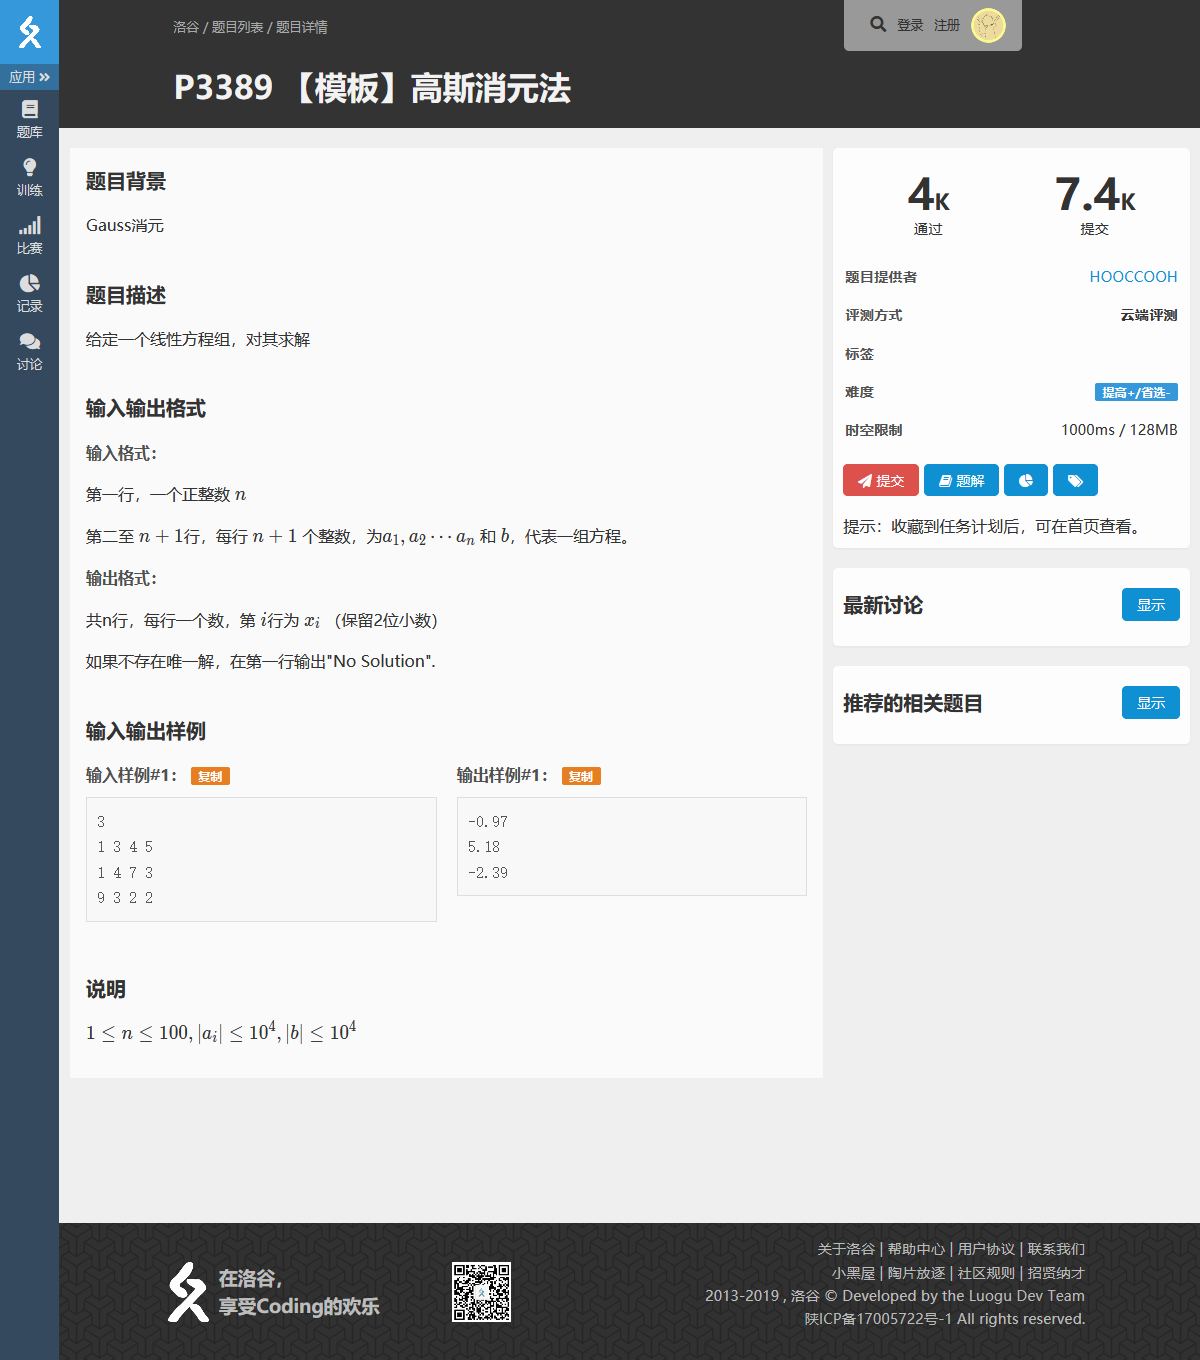 洛谷 / 题目列表 / 题目详情
登录 注册
P3389 【模板】高斯消元法
应用
题库
训练
比赛
记录
讨论
题目背景
Gauss消元
题目描述
给定一个线性方程组，对其求解
输入输出格式
输入格式：
第一行，一个正整数 n
第二至 n + 1行，每行 n + 1 个整数，为a₁, a₂ ⋯ aₙ 和 b，代表一组方程。
输出格式：
共n行，每行一个数，第 i行为 xᵢ （保留2位小数）
如果不存在唯一解，在第一行输出"No Solution".
输入输出样例
输入样例#1： 复制
3
1 3 4 5
1 4 7 3
9 3 2 2
输出样例#1： 复制
-0.97
5.18
-2.39
说明
1 ≤ n ≤ 100, |aᵢ| ≤ 10⁴, |b| ≤ 10⁴
4K
通过
7.4K
提交
题目提供者 HOOCCOOH
评测方式 云端评测
标签
难度 提高+/省选-
时空限制 1000ms / 128MB
提交 题解
提示：收藏到任务计划后，可在首页查看。
最新讨论 显示
推荐的相关题目 显示
在洛谷，
享受Coding的欢乐
关于洛谷 | 帮助中心 | 用户协议 | 联系我们
小黑屋 | 陶片放逐 | 社区规则 | 招贤纳才
2013-2019 , 洛谷 © Developed by the Luogu Dev Team
陕ICP备17005722号-1 All rights reserved.